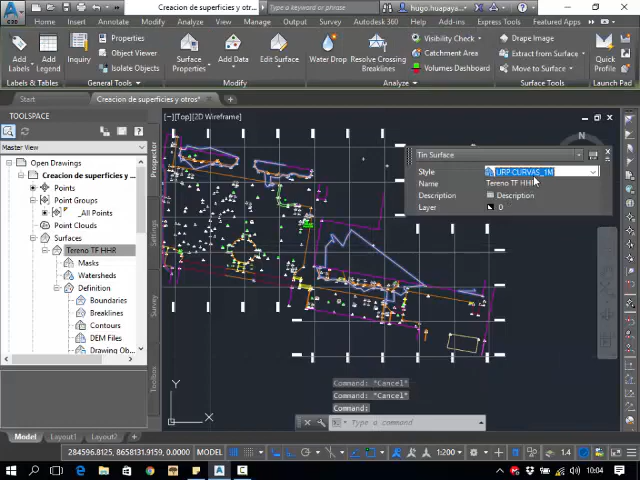 A
Creacion de superficies y otr...
Type a keyword or phrase
hugo.huapaya...
Home
Insert
Annotate
Modify
Analyze
View
Manage
Output
Survey
Autodesk 360
Help
Add-ins
Express Tools
Featured Apps
Add Labels
Add Legend
Labels & Tables
Inquiry
Properties
Object Viewer
Isolate Objects
General Tools
Surface Properties
Add Data
Edit Surface
Modify
Water Drop
Resolve Crossing Breaklines
Visibility Check
Catchment Area
Volumes Dashboard
Analyze
Drape Image
Extract from Surface
Move to Surface
Surface Tools
Grading
Launch Pad
Start
Creacion de superficies y otros*
TOOLSPACE
Master View
Open Drawings
Creacion de superficies y...
Points
Point Groups
_All Points
Point Clouds
Surfaces
Tereno TF HHR
Masks
Watersheds
Definition
Boundaries
Breaklines
Contours
DEM Files
Drawing Ob...
Prospector
Settings
Survey
Toolbox
[−][Top][2D Wireframe]
N
Tin Surface
Style URP CURVAS_1M
Name Tereno TF HHR
Description Description
Layer 0
Y
X
Command: *Cancel*
Command: *Cancel*
Command:
Type a command
Model
Layout1
Layout2
284596.8125, 8658131.9159, 0.0000
MODEL
1:200
1.4
10:04